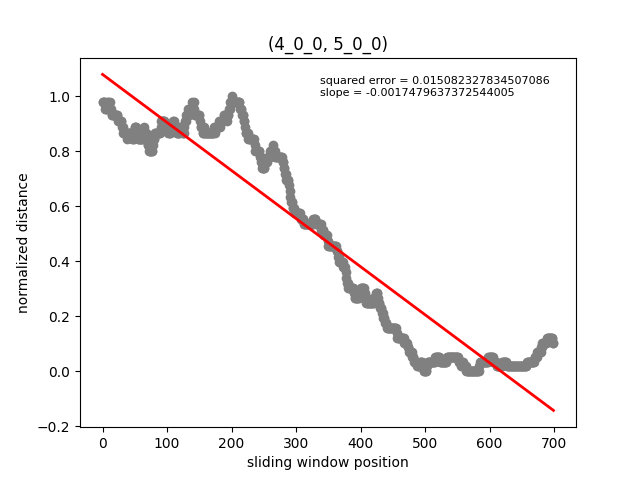 (4_0_0, 5_0_0)
squared error = 0.015082327834507086
slope = -0.0017479637372544005
1.0
0.8
0.6
0.4
0.2
0.0
−0.2
normalized distance
0 100 200 300 400 500 600 700
sliding window position